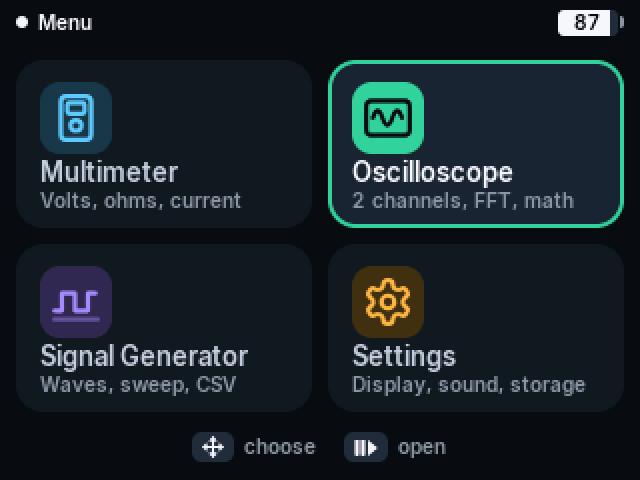 Menu
87
Multimeter
Volts, ohms, current
Oscilloscope
2 channels, FFT, math
Signal Generator
Waves, sweep, CSV
Settings
Display, sound, storage
choose
open